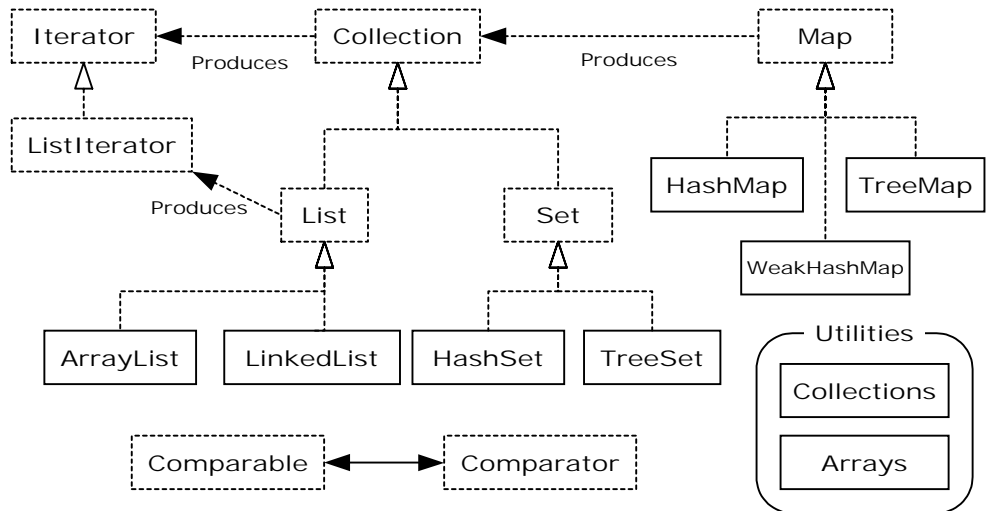 Iterator
Produces
Collection
Produces
Map
ListIterator
Produces
List
Set
HashMap
TreeMap
WeakHashMap
ArrayList
LinkedList
HashSet
TreeSet
Utilities
Collections
Arrays
Comparable
Comparator